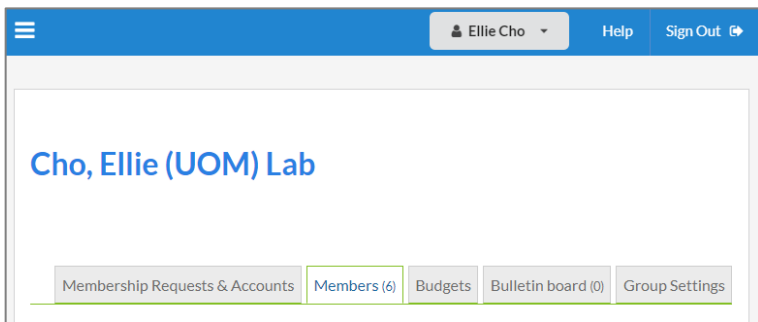 Ellie Cho Help Sign Out
Cho, Ellie (UOM) Lab
Membership Requests & Accounts Members (6) Budgets Bulletin board (0) Group Settings